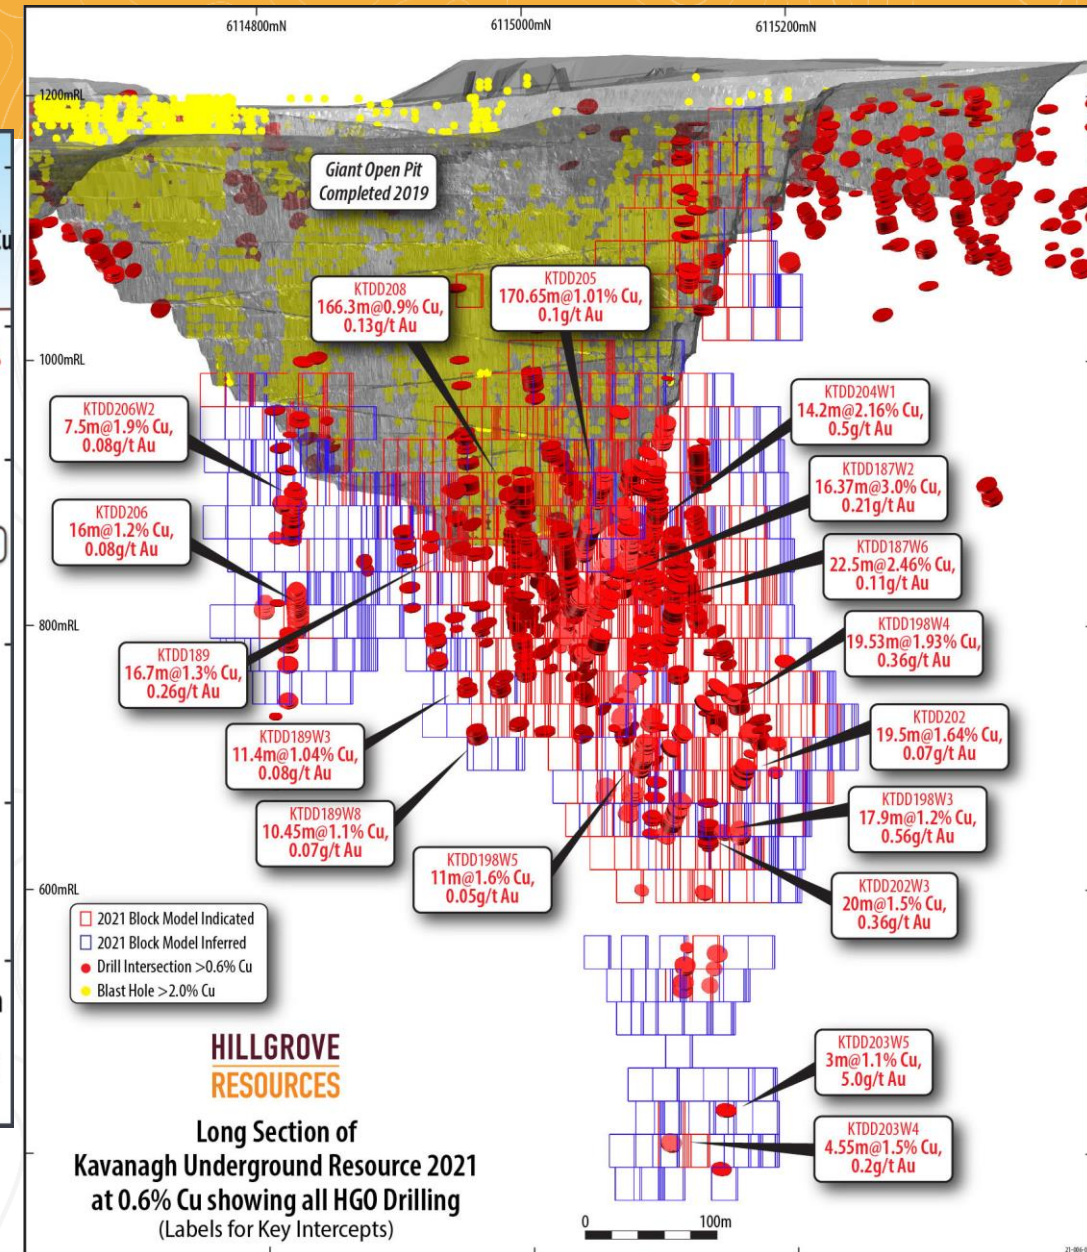 6114800mN
6115000mN
6115200mN
1200mRL
Giant Open Pit
Completed 2019
KTDD208
166.3m@0.9% Cu,
0.13g/t Au
KTDD205
170.65m@1.01% Cu,
0.1g/t Au
1000mRL
KTDD206W2
7.5m@1.9% Cu,
0.08g/t Au
KTDD204W1
14.2m@2.16% Cu,
0.5g/t Au
KTDD187W2
16.37m@3.0% Cu,
0.21g/t Au
KTDD206
16m@1.2% Cu,
0.08g/t Au
KTDD187W6
22.5m@2.46% Cu,
0.11g/t Au
800mRL
KTDD198W4
19.53m@1.93% Cu,
0.36g/t Au
KTDD189
16.7m@1.3% Cu,
0.26g/t Au
KTDD189W3
11.4m@1.04% Cu,
0.08g/t Au
KTDD202
19.5m@1.64% Cu,
0.07g/t Au
KTDD189W8
10.45m@1.1% Cu,
0.07g/t Au
KTDD198W3
17.9m@1.2% Cu,
0.56g/t Au
KTDD198W5
11m@1.6% Cu,
0.05g/t Au
600mRL
KTDD202W3
20m@1.5% Cu,
0.36g/t Au
2021 Block Model Indicated
2021 Block Model Inferred
Drill Intersection >0.6% Cu
Blast Hole >2.0% Cu
HILLGROVE
RESOURCES
KTDD203W5
3m@1.1% Cu,
5.0g/t Au
KTDD203W4
4.55m@1.5% Cu,
0.2g/t Au
Long Section of
Kavanagh Underground Resource 2021
at 0.6% Cu showing all HGO Drilling
(Labels for Key Intercepts)
0 100m